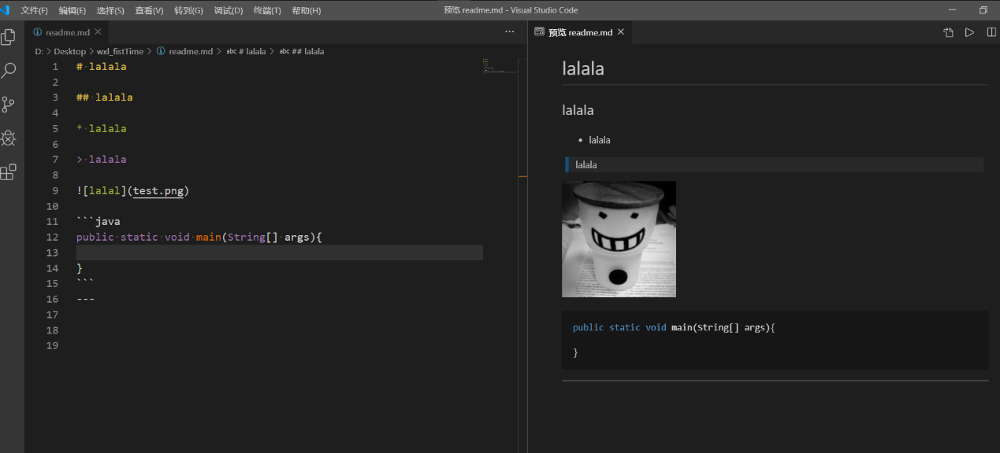 文件(F) 编辑(E) 选择(S) 查看(V) 转到(G) 调试(D) 终端(T) 帮助(H) 预览 readme.md - Visual Studio Code
readme.md
D: > Desktop > wxl_fistTime > readme.md > abc # lalala > abc ## lalala
1 # lalala
2
3 ## lalala
4
5 * lalala
6
7 > lalala
8
9 ![lalal](test.png)
10
11 ```java
12 public static void main(String[] args){
13
14 }
15 ```
16 ---
17
18
19
预览 readme.md
lalala
lalala
• lalala
lalala
public static void main(String[] args){
}